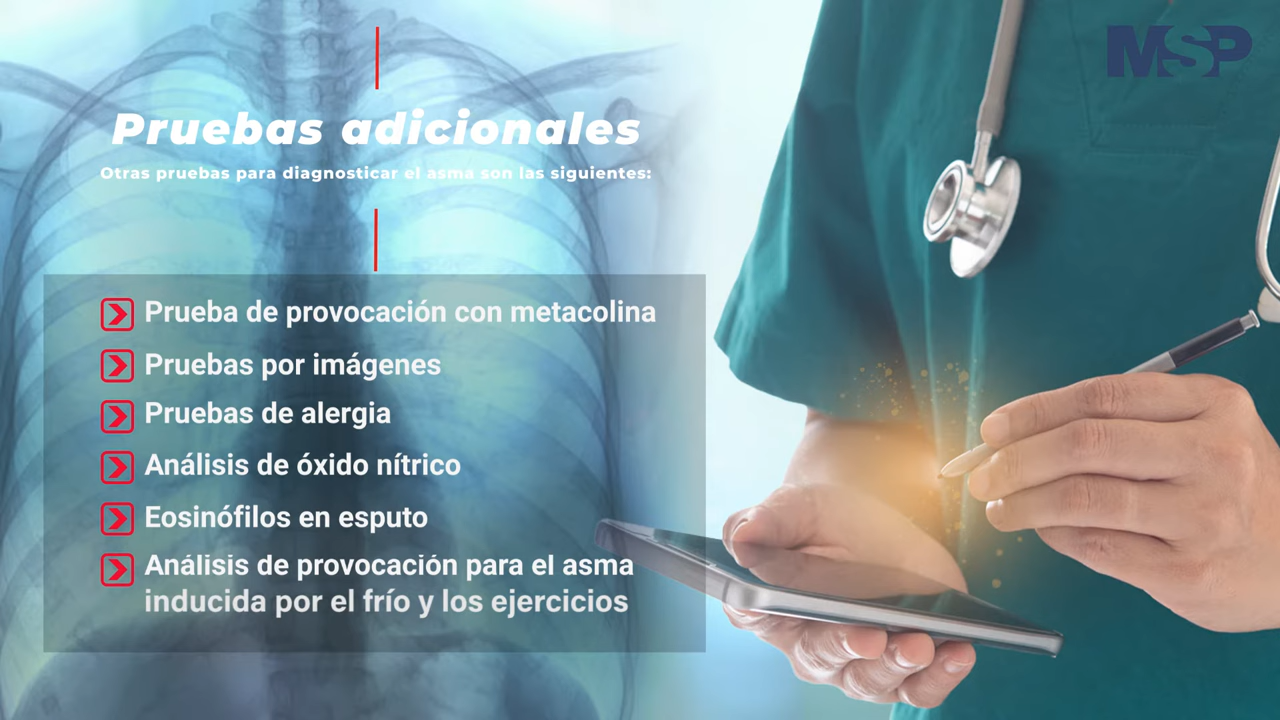 MSP
Pruebas adicionales
Otras pruebas para diagnosticar el asma son las siguientes:
Prueba de provocación con metacolina
Pruebas por imágenes
Pruebas de alergia
Análisis de óxido nítrico
Eosinófilos en esputo
Análisis de provocación para el asma
inducida por el frío y los ejercicios